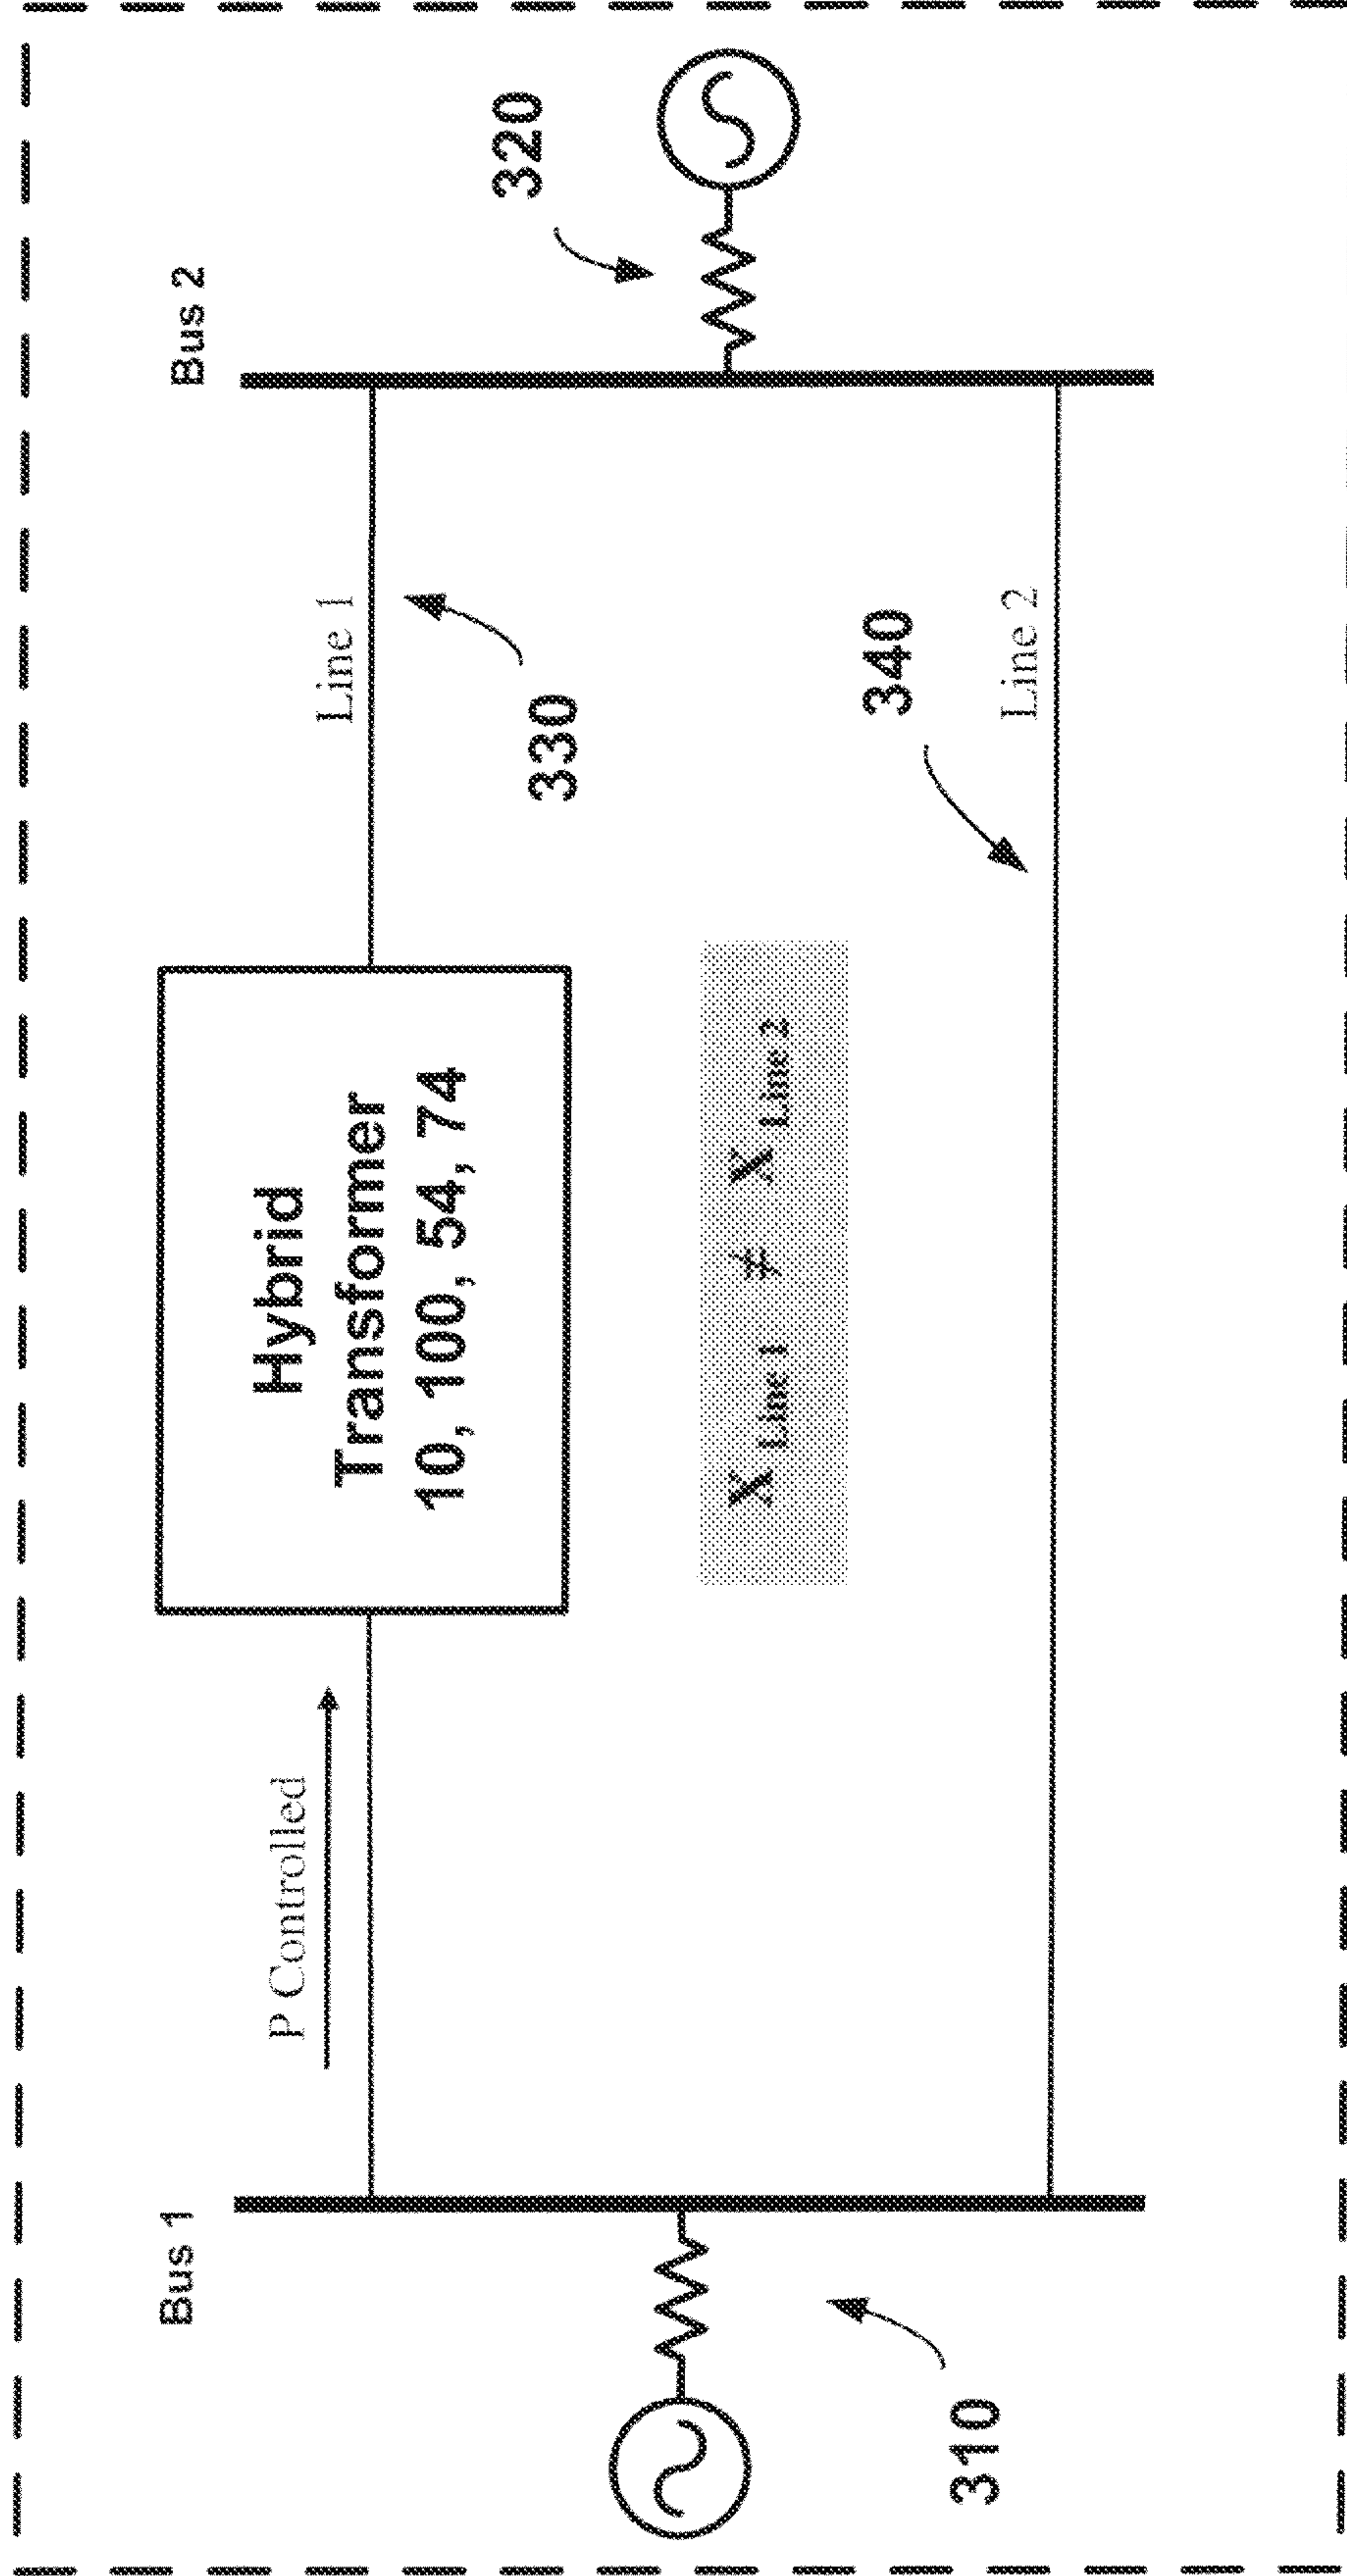 Bus 1
Bus 2
P Controlled
Hybrid
Transformer
10, 100, 54, 74
Line 1
320
330
X Line 1 ≠ X Line 2
340
Line 2
310